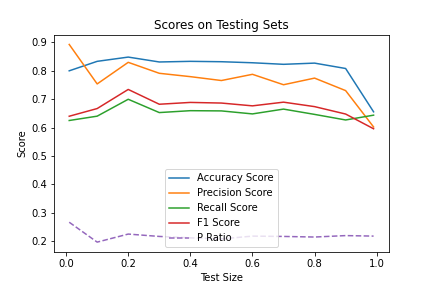 Scores on Testing Sets
0.9
0.8
0.7
0.6
0.5
0.4
0.3
0.2
Score
Accuracy Score
Precision Score
Recall Score
F1 Score
P Ratio
0.0 0.2 0.4 0.6 0.8 1.0
Test Size